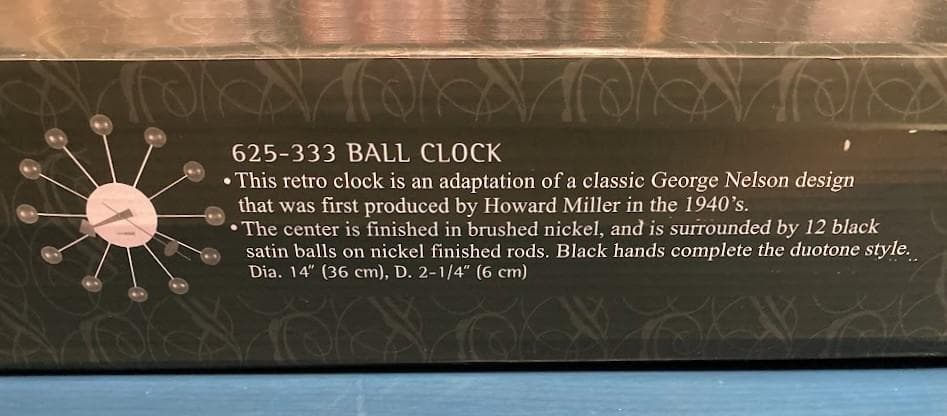 625-333 BALL CLOCK
• This retro clock is an adaptation of a classic George Nelson design
that was first produced by Howard Miller in the 1940's.
• The center is finished in brushed nickel, and is surrounded by 12 black
satin balls on nickel finished rods. Black hands complete the duotone style.
Dia. 14" (36 cm), D. 2-1/4" (6 cm)